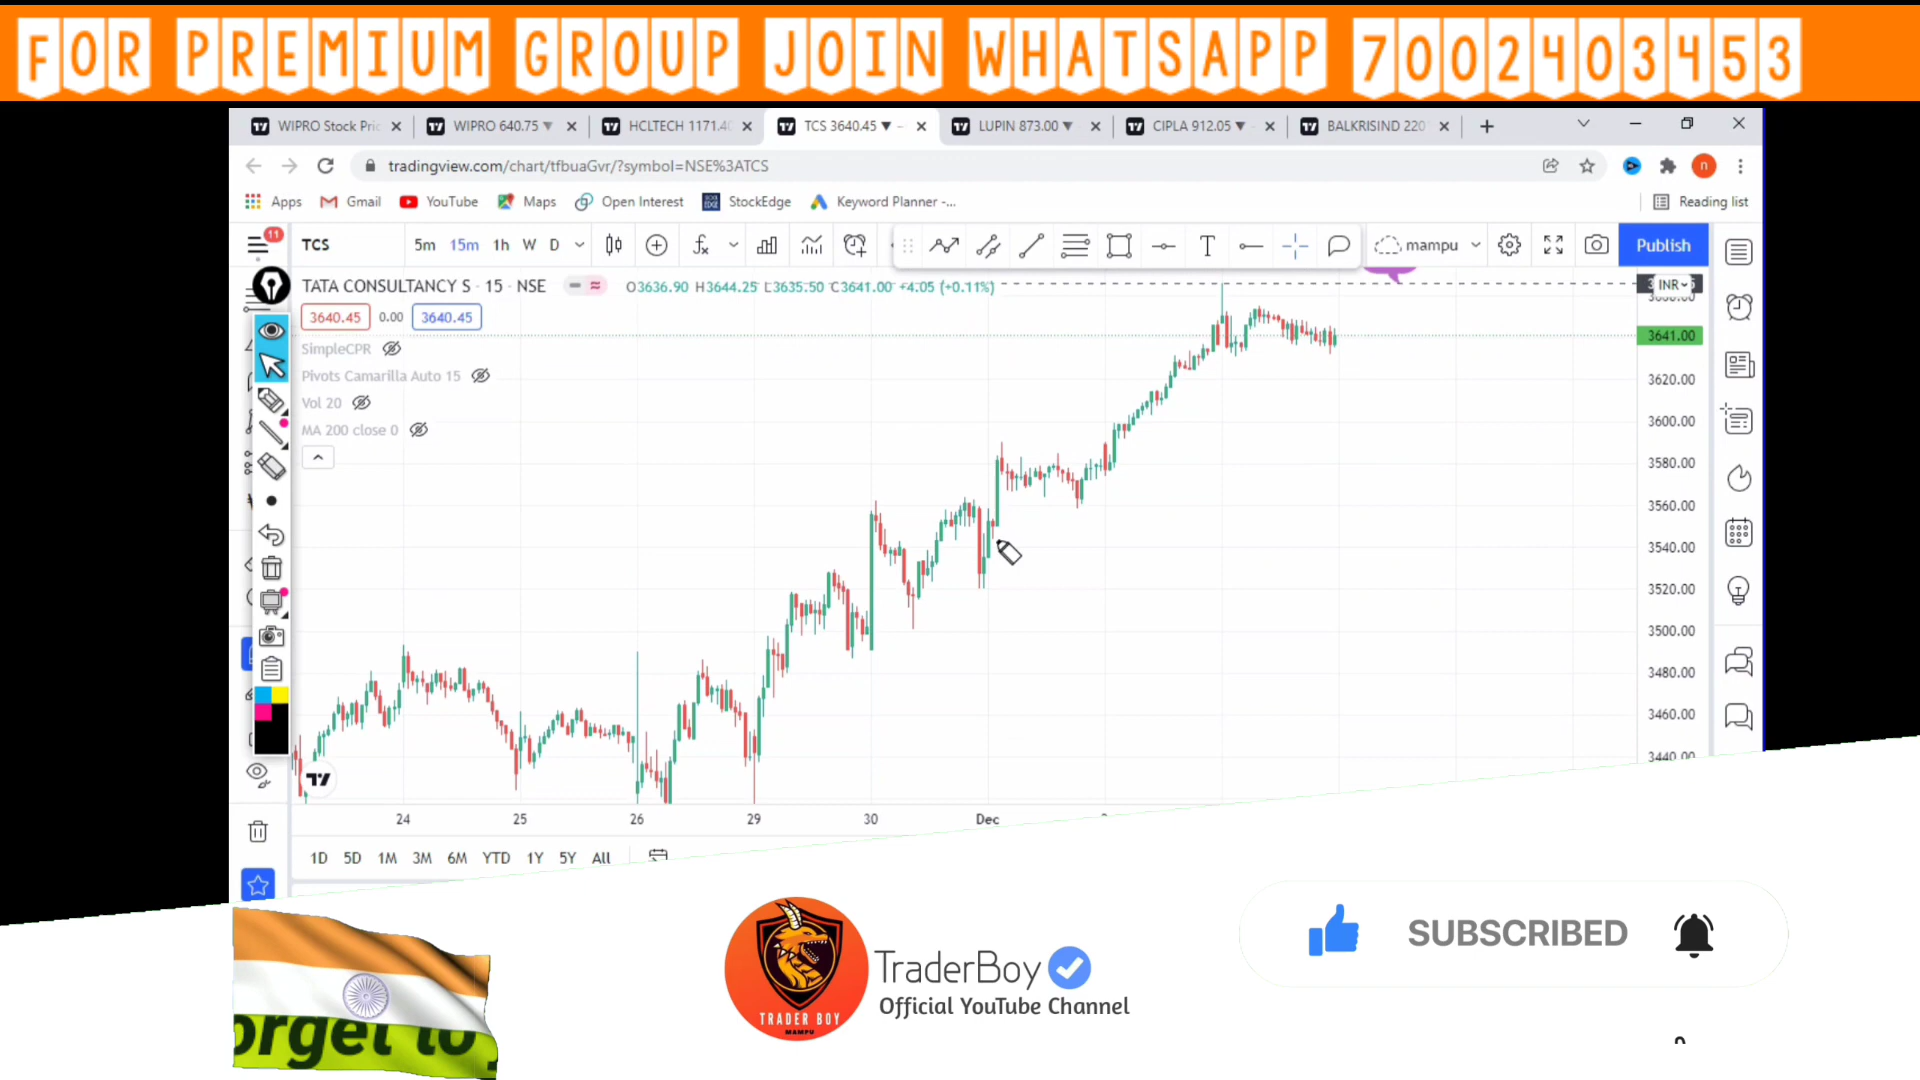 FOR PREMIUM GROUP JOIN WHATSAPP 7002403453
WIPRO Stock Pric
WIPRO 640.75 ▼
HCLTECH 1171.40
TCS 3640.45 ▼ –
LUPIN 873.00 ▼
CIPLA 912.05 ▼
BALKRISIND 220
tradingview.com/chart/tfbuaGvr/?symbol=NSE%3ATCS
n
Apps
Gmail
YouTube
Maps
Open Interest
StockEdge
Keyword Planner -...
Reading list
11
TCS
5m 15m 1h W D
mampu
Publish
TATA CONSULTANCY S · 15 · NSE
O3636.90 H3644.25 L3635.50 C3641.00 +4.05 (+0.11%)
INR
3640.45 0.00 3640.45
3641.00
SimpleCPR
Pivots Camarilla Auto 15
Vol 20
MA 200 close 0
3620.00
3600.00
3580.00
3560.00
3540.00
3520.00
3500.00
3480.00
3460.00
3440.00
24 25 26 29 30 Dec
1D 5D 1M 3M 6M YTD 1Y 5Y All
TraderBoy
Official YouTube Channel
TRADER BOY
MAMPU
SUBSCRIBED
orget to